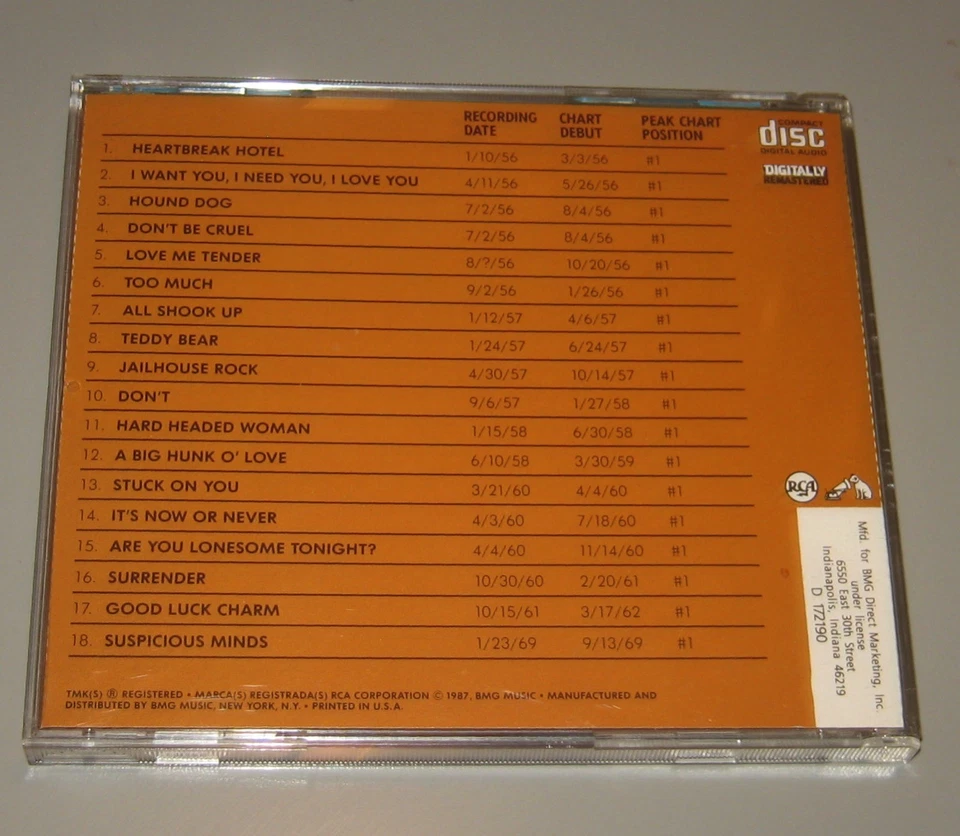 RECORDING DATE CHART DEBUT PEAK CHART POSITION
1. HEARTBREAK HOTEL 1/10/56 3/3/56 #1
2. I WANT YOU, I NEED YOU, I LOVE YOU 4/11/56 5/26/56 #1
3. HOUND DOG 7/2/56 8/4/56 #1
4. DON'T BE CRUEL 7/2/56 8/4/56 #1
5. LOVE ME TENDER 8/?/56 10/20/56 #1
6. TOO MUCH 9/2/56 1/26/56 #1
7. ALL SHOOK UP 1/12/57 4/6/57 #1
8. TEDDY BEAR 1/24/57 6/24/57 #1
9. JAILHOUSE ROCK 4/30/57 10/14/57 #1
10. DON'T 9/6/57 1/27/58 #1
11. HARD HEADED WOMAN 1/15/58 6/30/58 #1
12. A BIG HUNK O' LOVE 6/10/58 3/30/59 #1
13. STUCK ON YOU 3/21/60 4/4/60 #1
14. IT'S NOW OR NEVER 4/3/60 7/18/60 #1
15. ARE YOU LONESOME TONIGHT? 4/4/60 11/14/60 #1
16. SURRENDER 10/30/60 2/20/61 #1
17. GOOD LUCK CHARM 10/15/61 3/17/62 #1
18. SUSPICIOUS MINDS 1/23/69 9/13/69 #1
TMK(S) ® REGISTERED • MARCA(S) REGISTRADA(S) RCA CORPORATION © 1987, BMG MUSIC • MANUFACTURED AND
DISTRIBUTED BY BMG MUSIC, NEW YORK, N.Y. • PRINTED IN U.S.A.
COMPACT
disc
DIGITAL AUDIO
DIGITALLY
REMASTERED
RCA
Mfd. for BMG Direct Marketing, Inc.
under license
6550 East 30th Street
Indianapolis, Indiana 46219
D 172190